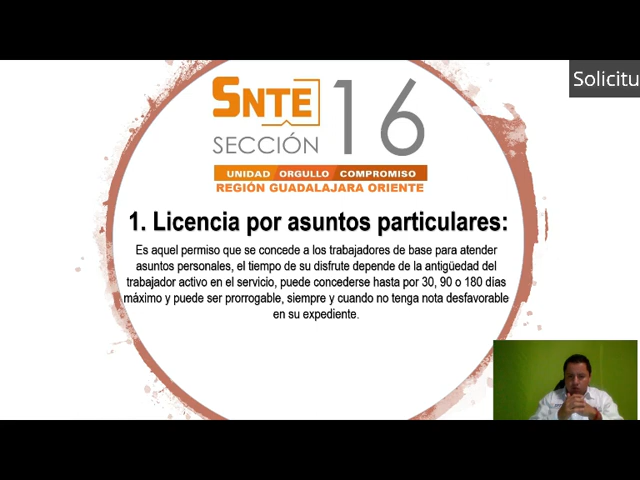 Solicitu
SNTE
SECCIÓN 16
UNIDAD ORGULLO COMPROMISO
REGIÓN GUADALAJARA ORIENTE
1. Licencia por asuntos particulares:
Es aquel permiso que se concede a los trabajadores de base para atender
asuntos personales, el tiempo de su disfrute depende de la antigüedad del
trabajador activo en el servicio, puede concederse hasta por 30, 90 o 180 días
máximo y puede ser prorrogable, siempre y cuando no tenga nota desfavorable
en su expediente.